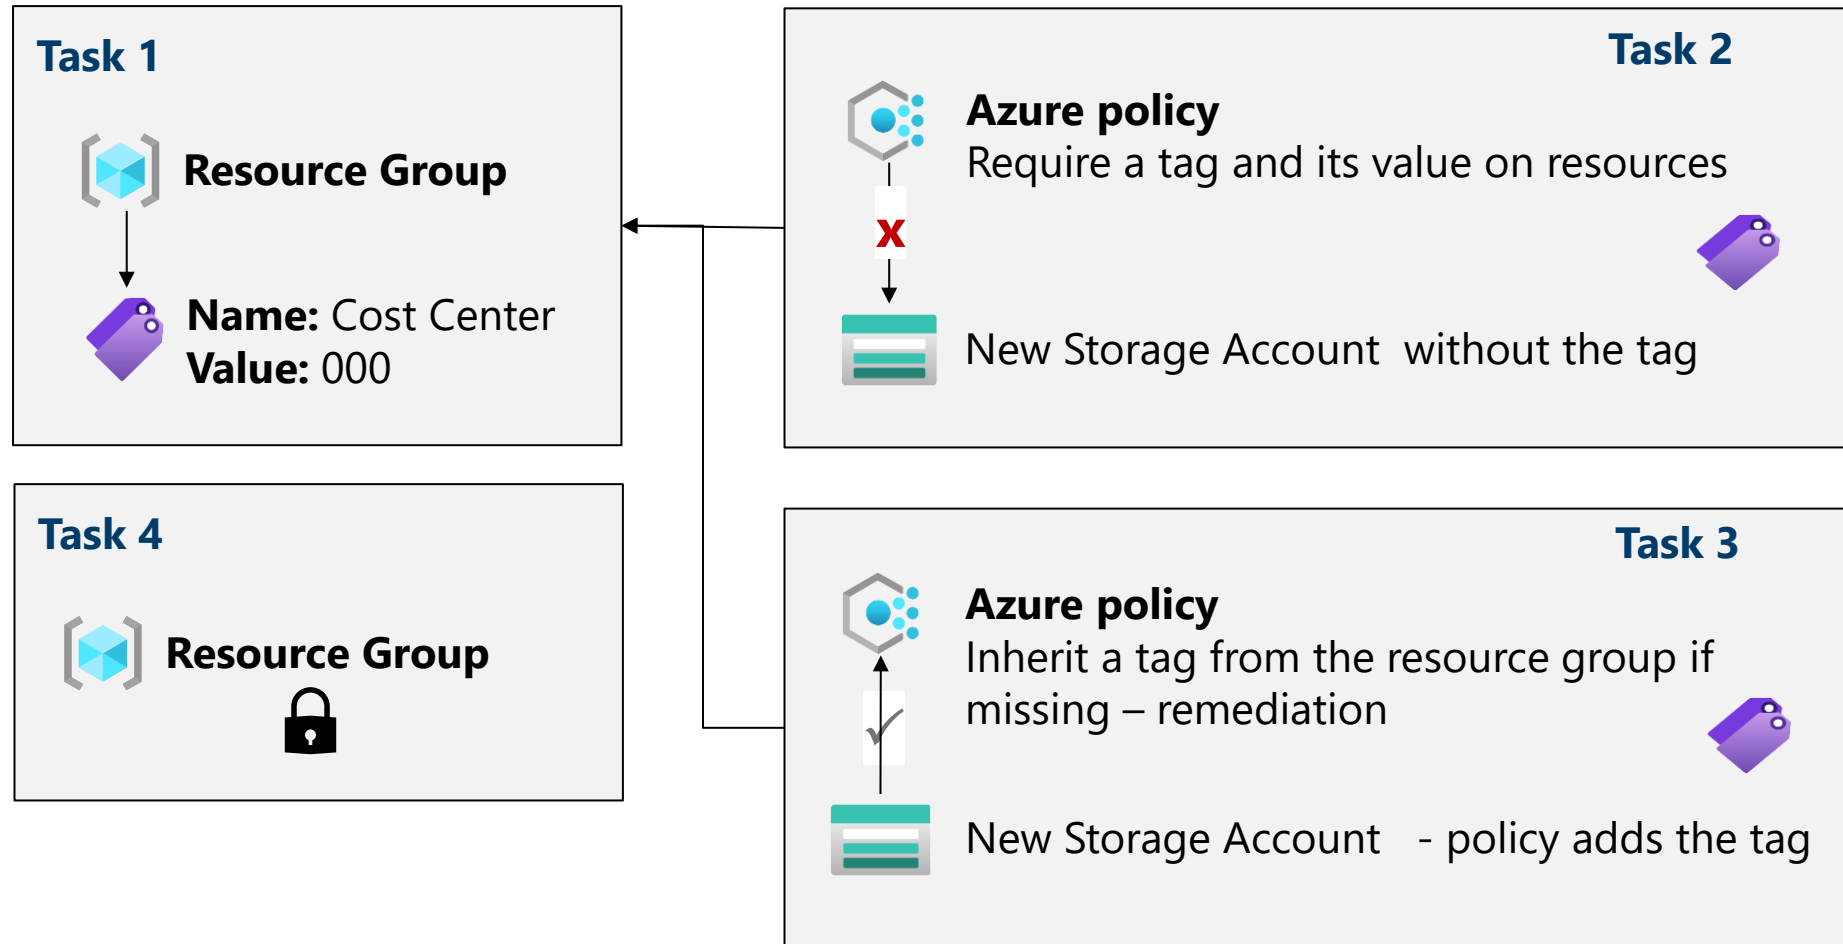 Task 1
Resource Group
Name: Cost Center
Value: 000
Task 2
Azure policy
Require a tag and its value on resources
x
New Storage Account without the tag
Task 4
Resource Group
Task 3
Azure policy
Inherit a tag from the resource group if
missing – remediation
New Storage Account - policy adds the tag